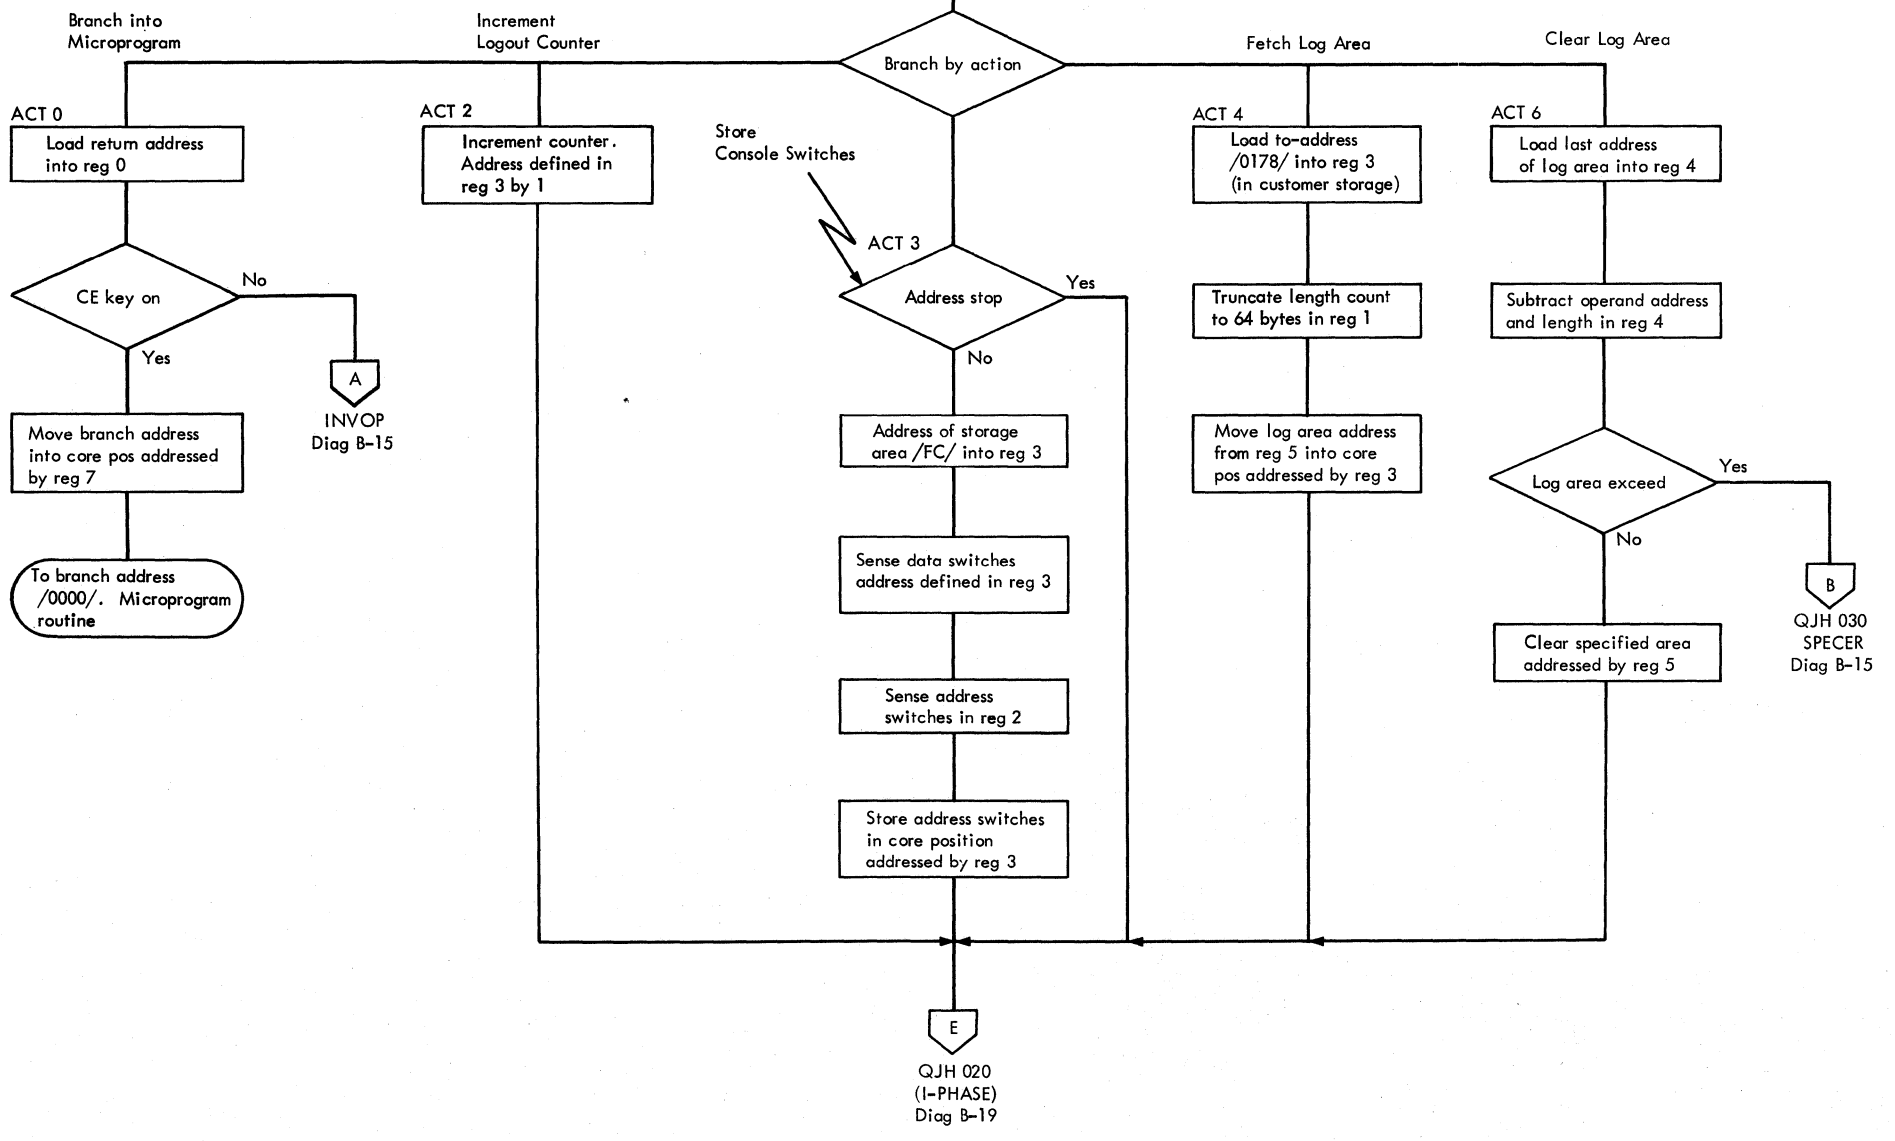 Branch into
Microprogram
Increment
Logout Counter
Branch by action
Fetch Log Area
Clear Log Area
ACT 0
Load return address
into reg 0
CE key on
No
Yes
A
INVOP
Diag B-15
Move branch address
into core pos addressed
by reg 7
To branch address
/0000/. Microprogram
routine
ACT 2
Increment counter.
Address defined in
reg 3 by 1
Store
Console Switches
ACT 3
Address stop
Yes
No
Address of storage
area /FC/ into reg 3
Sense data switches
address defined in reg 3
Sense address
switches in reg 2
Store address switches
in core position
addressed by reg 3
ACT 4
Load to-address
/0178/ into reg 3
(in customer storage)
Truncate length count
to 64 bytes in reg 1
Move log area address
from reg 5 into core
pos addressed by reg 3
ACT 6
Load last address
of log area into reg 4
Subtract operand address
and length in reg 4
Log area exceed
Yes
No
B
QJH 030
SPECER
Diag B-15
Clear specified area
addressed by reg 5
E
QJH 020
(I-PHASE)
Diag B-19